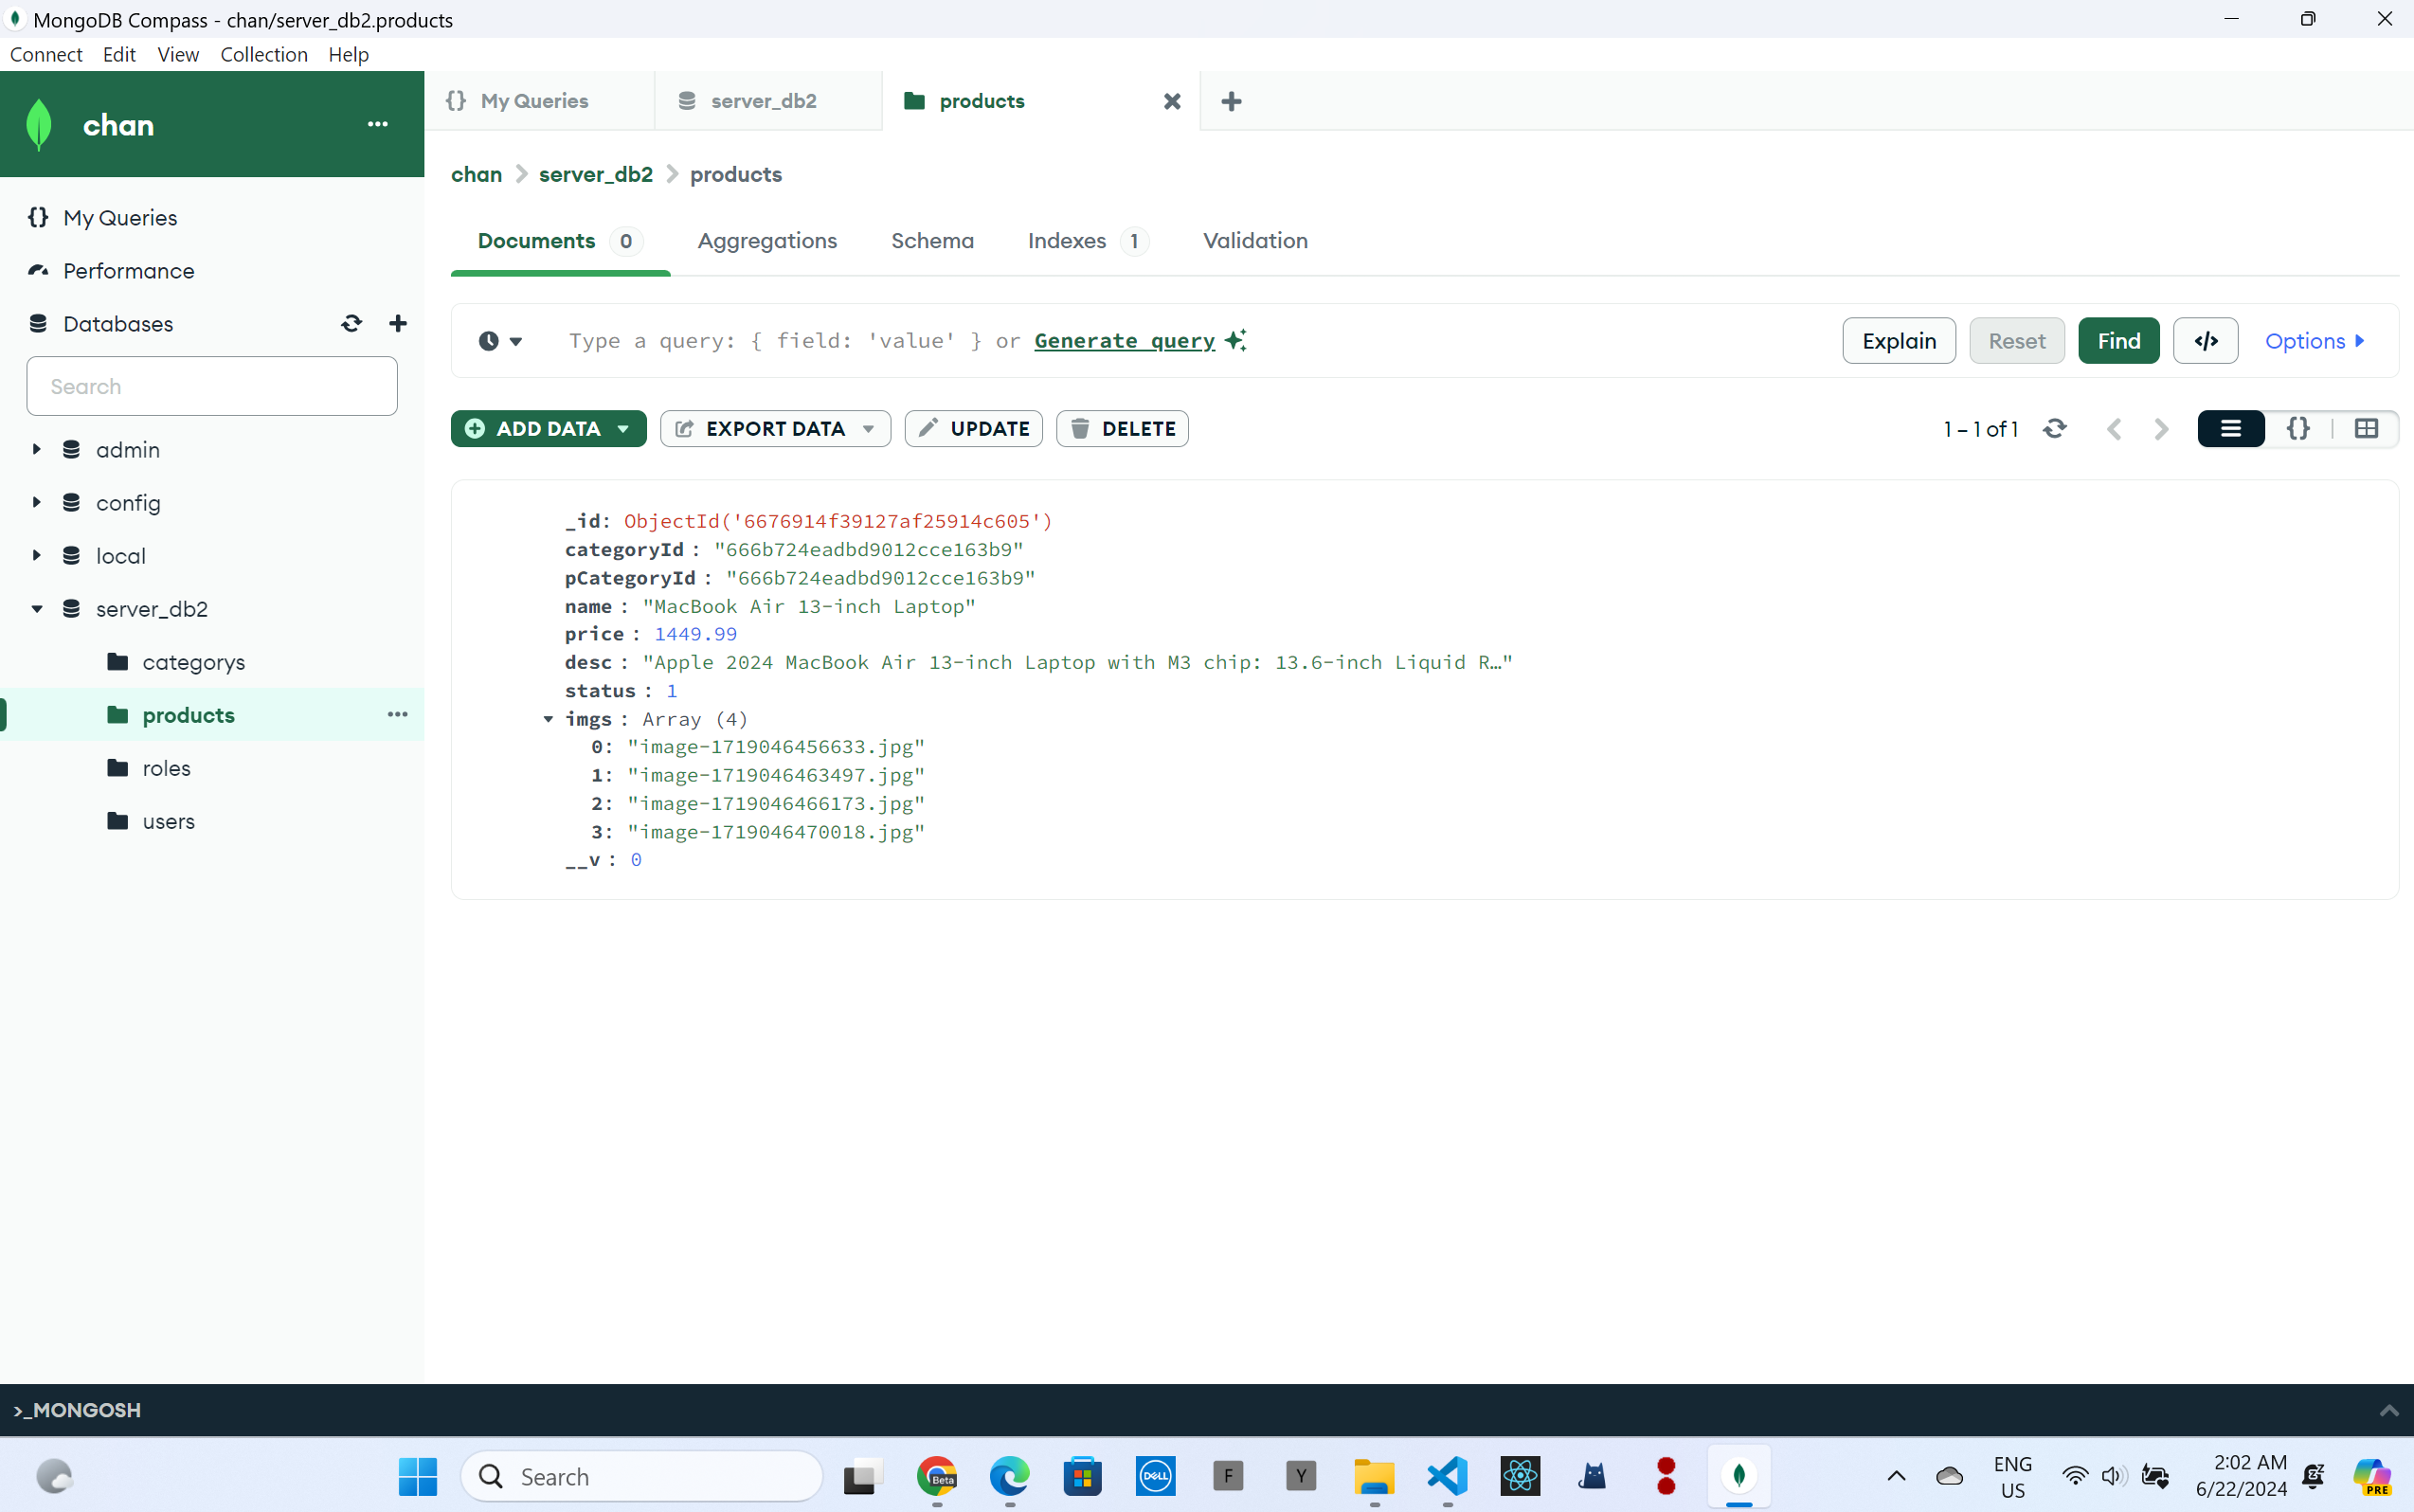 MongoDB Compass - chan/server_db2.products
Connect Edit View Collection Help
chan
My Queries
Performance
Databases
Search
admin
config
local
server_db2
categorys
products
roles
users
{} My Queries
server_db2
products
chan > server_db2 > products
Documents 0 Aggregations Schema Indexes 1 Validation
Type a query: { field: 'value' } or Generate query
Explain Reset Find </> Options
ADD DATA EXPORT DATA UPDATE DELETE
1 – 1 of 1
_id: ObjectId('6676914f39127af25914c605')
categoryId : "666b724eadbd9012cce163b9"
pCategoryId : "666b724eadbd9012cce163b9"
name : "MacBook Air 13-inch Laptop"
price : 1449.99
desc : "Apple 2024 MacBook Air 13-inch Laptop with M3 chip: 13.6-inch Liquid R…"
status : 1
imgs : Array (4)
0: "image-1719046456633.jpg"
1: "image-1719046463497.jpg"
2: "image-1719046466173.jpg"
3: "image-1719046470018.jpg"
__v : 0
>_MONGOSH
Search
Beta
DELL
F
Y
ENG
US
2:02 AM
6/22/2024
PRE